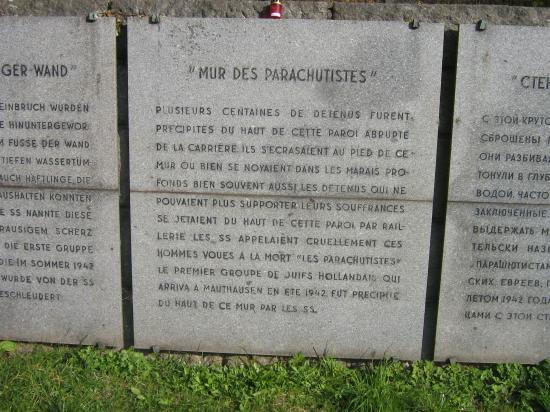 GER-WAND"
EINBRUCH WURDEN
E HINUNTERGEWOR
M FUSSE DER WAND
TIEFEN WASSERTÜM
AUCH HÄFTLINGE, DIE
AUSHALTEN KONNTEN
E SS NANNTE DIESE
RAUSIGEM SCHERZ
DIE ERSTE GRUPPE
DIE IM SOMMER 1942
WURDE VON DER SS
ESCHLEUDERT.
"MUR DES PARACHUTISTES"
PLUSIEURS CENTAINES DE DETENUS FURENT
PRECIPITES DU HAUT DE CETTE PAROI ABRUPTE
DE LA CARRIÈRE. ILS S'ECRASAIENT AU PIED DE CE
MUR OU BIEN SE NOYAIENT DANS LES MARAIS PRO-
FONDS BIEN SOUVENT AUSSI LES DETENUS QUI NE
POUVAIENT PLUS SUPPORTER LEURS SOUFFRANCES
SE JETAIENT DU HAUT DE CETTE PAROI PAR RAIL-
LERIE LES SS APPELAIENT CRUELLEMENT CES
HOMMES VOUES A LA MORT "LES PARACHUTISTES"
LE PREMIER GROUPE DE JUIFS HOLLANDAIS QUI
ARRIVA A MAUTHAUSEN EN ETE 1942, FUT PRECIPITE
DU HAUT DE CE MUR PAR LES SS.
"СТЕН
С ЭТОЙ КРУТО
СБРОШЕНЫ
ОНИ РАЗБИВА
ТОНУЛИ В ГЛУБ
ВОДОЙ. ЧАСТО
ЗАКЛЮЧЕННЫЕ
ВЫДЕРЖАТЬ М
ТЕЛЬСКИ НАЗ
ПАРАШЮТИСТА
СКИХ ЕВРЕЕВ, П
ЛЕТОМ 1942 ГОДА
ЦАМИ С ЭТОЙ СТЕ